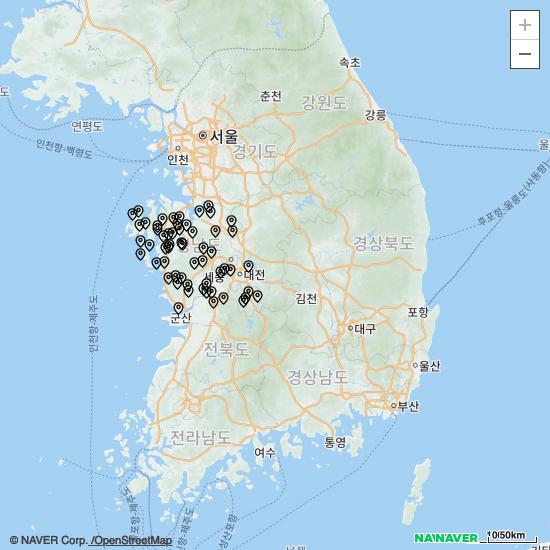 +
−
속초
춘천
강원도
강릉
연평도
서울
인천
경기도
인천항-백령도
후포항-울릉도(사동항)
경상북도
세종
대전
김천
포항
인천항-제주도
군산
대구
전북도
울산
경상남도
부산
전라남도
통영
여수
© NAVER Corp. /OpenStreetMap
NAVER
10/50km